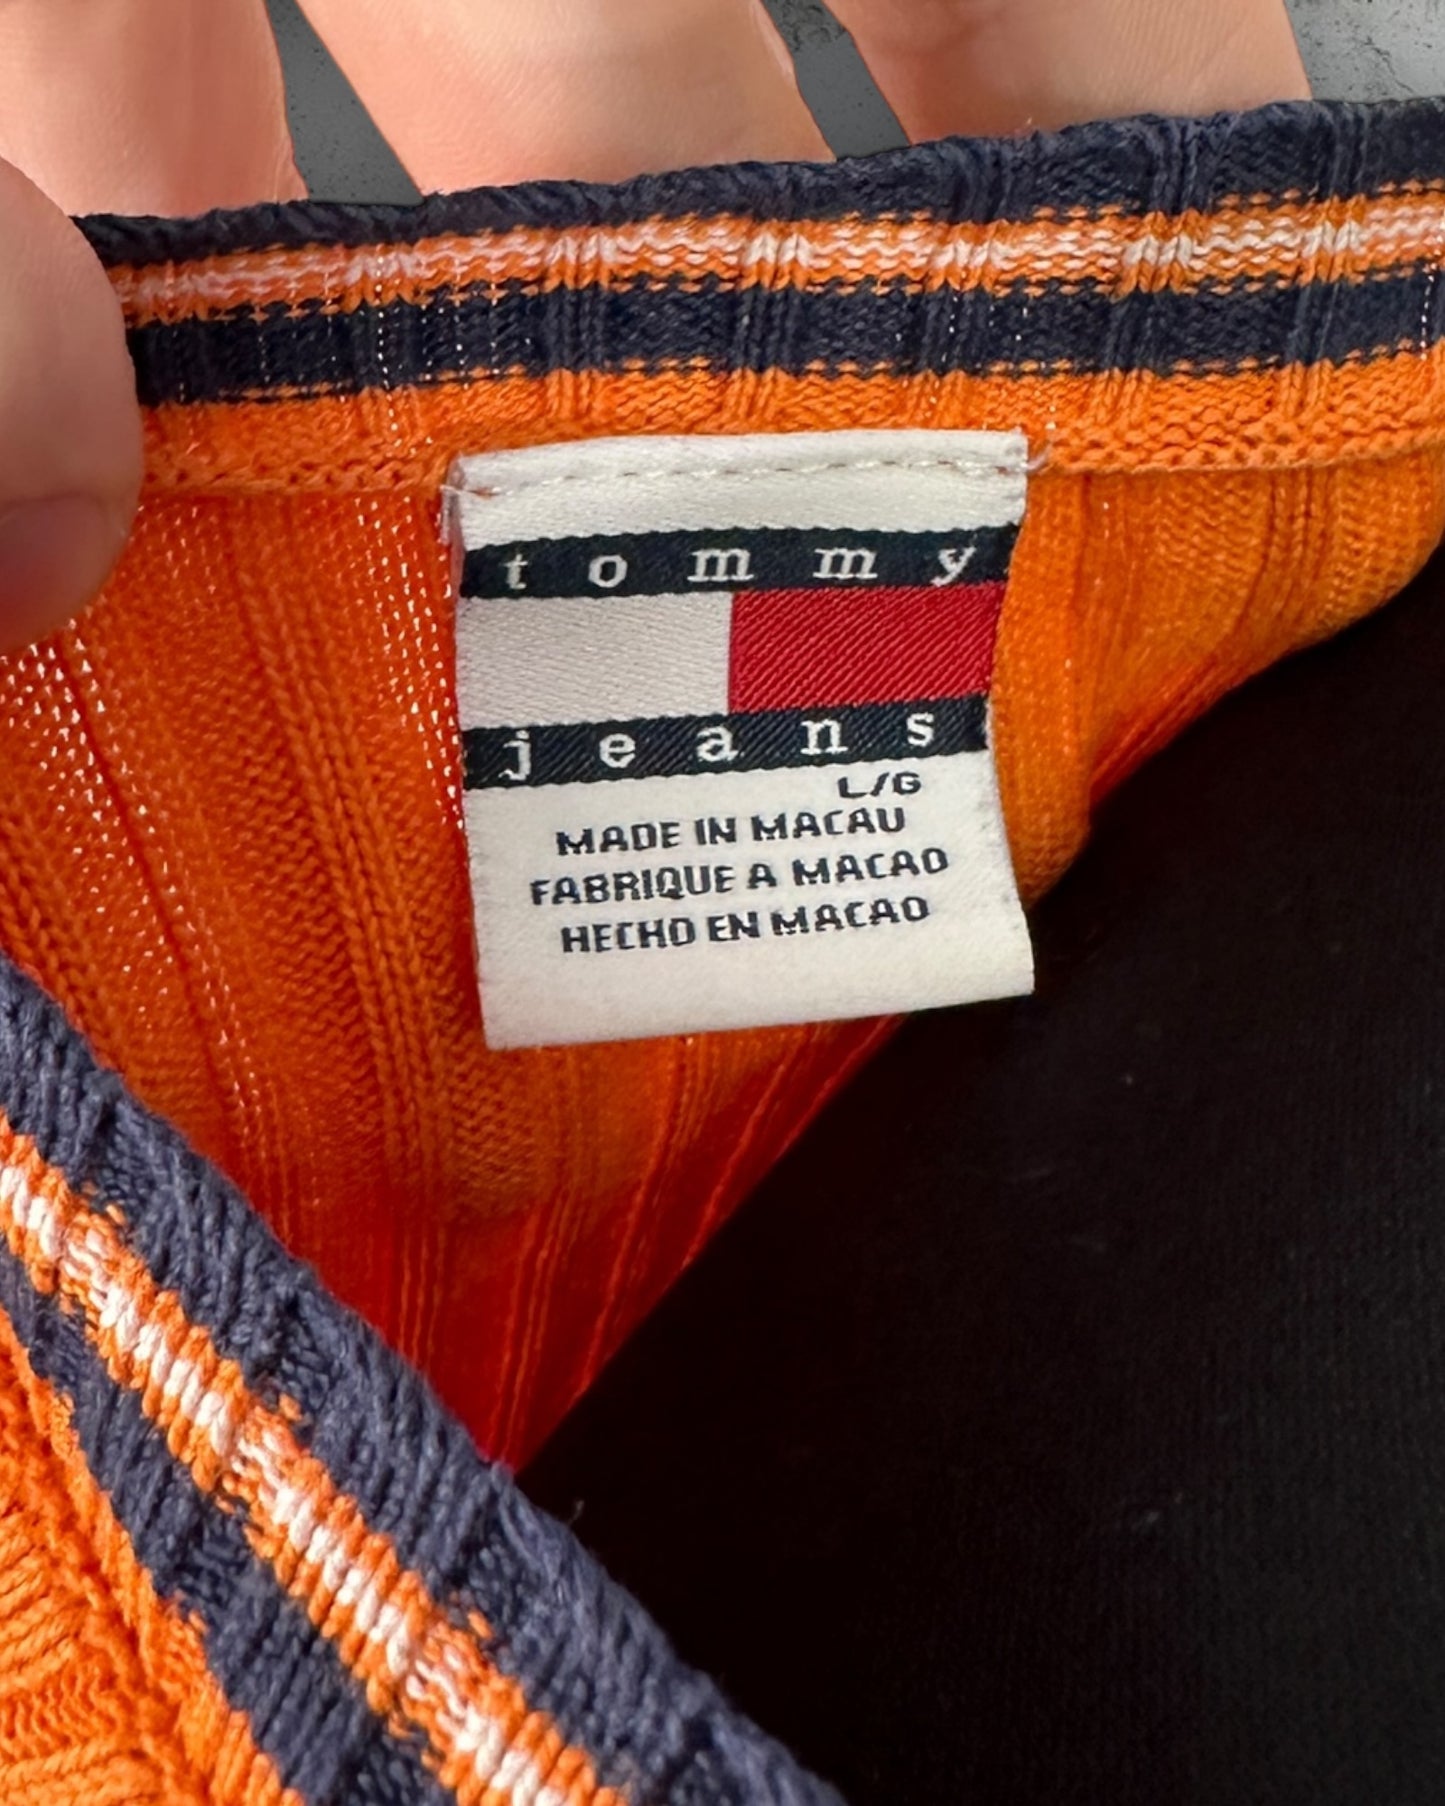 tommy
jeans
L/G
MADE IN MACAU
FABRIQUE A MACAO
HECHO EN MACAO